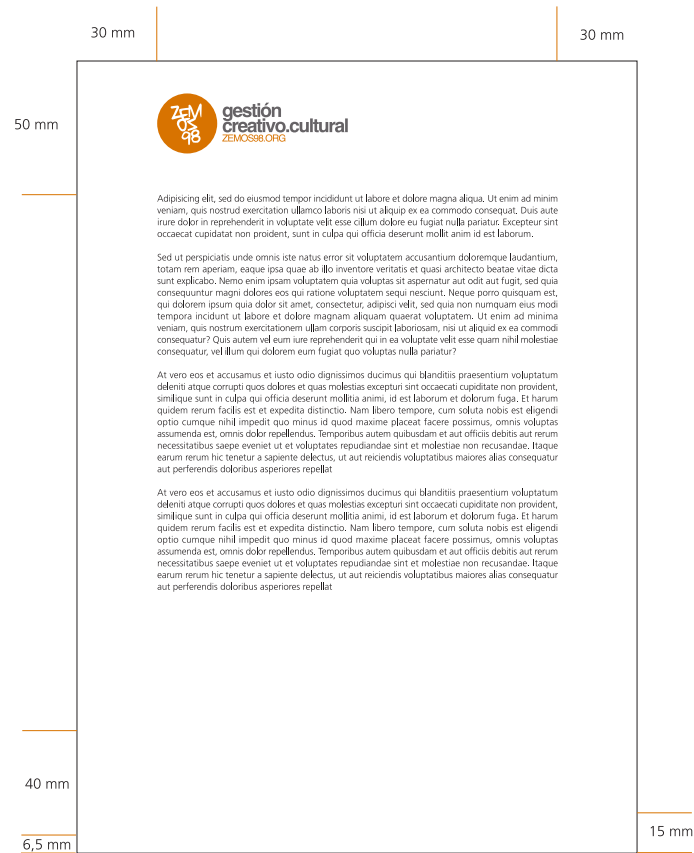 30 mm
30 mm
50 mm
ZEM
OS
98
gestión
creativo.cultural
ZEMOS98.ORG
Adipisicing elit, sed do eiusmod tempor incididunt ut labore et dolore magna aliqua. Ut enim ad minim
veniam, quis nostrud exercitation ullamco laboris nisi ut aliquip ex ea commodo consequat. Duis aute
irure dolor in reprehenderit in voluptate velit esse cillum dolore eu fugiat nulla pariatur. Excepteur sint
occaecat cupidatat non proident, sunt in culpa qui officia deserunt mollit anim id est laborum.
Sed ut perspiciatis unde omnis iste natus error sit voluptatem accusantium doloremque laudantium,
totam rem aperiam, eaque ipsa quae ab illo inventore veritatis et quasi architecto beatae vitae dicta
sunt explicabo. Nemo enim ipsam voluptatem quia voluptas sit aspernatur aut odit aut fugit, sed quia
consequuntur magni dolores eos qui ratione voluptatem sequi nesciunt. Neque porro quisquam est,
qui dolorem ipsum quia dolor sit amet, consectetur, adipisci velit, sed quia non numquam eius modi
tempora incidunt ut labore et dolore magnam aliquam quaerat voluptatem. Ut enim ad minima
veniam, quis nostrum exercitationem ullam corporis suscipit laboriosam, nisi ut aliquid ex ea commodi
consequatur? Quis autem vel eum iure reprehenderit qui in ea voluptate velit esse quam nihil molestiae
consequatur, vel illum qui dolorem eum fugiat quo voluptas nulla pariatur?
At vero eos et accusamus et iusto odio dignissimos ducimus qui blanditiis praesentium voluptatum
deleniti atque corrupti quos dolores et quas molestias excepturi sint occaecati cupiditate non provident,
similique sunt in culpa qui officia deserunt mollitia animi, id est laborum et dolorum fuga. Et harum
quidem rerum facilis est et expedita distinctio. Nam libero tempore, cum soluta nobis est eligendi
optio cumque nihil impedit quo minus id quod maxime placeat facere possimus, omnis voluptas
assumenda est, omnis dolor repellendus. Temporibus autem quibusdam et aut officiis debitis aut rerum
necessitatibus saepe eveniet ut et voluptates repudiandae sint et molestiae non recusandae. Itaque
earum rerum hic tenetur a sapiente delectus, ut aut reiciendis voluptatibus maiores alias consequatur
aut perferendis doloribus asperiores repellat
At vero eos et accusamus et iusto odio dignissimos ducimus qui blanditiis praesentium voluptatum
deleniti atque corrupti quos dolores et quas molestias excepturi sint occaecati cupiditate non provident,
similique sunt in culpa qui officia deserunt mollitia animi, id est laborum et dolorum fuga. Et harum
quidem rerum facilis est et expedita distinctio. Nam libero tempore, cum soluta nobis est eligendi
optio cumque nihil impedit quo minus id quod maxime placeat facere possimus, omnis voluptas
assumenda est, omnis dolor repellendus. Temporibus autem quibusdam et aut officiis debitis aut rerum
necessitatibus saepe eveniet ut et voluptates repudiandae sint et molestiae non recusandae. Itaque
earum rerum hic tenetur a sapiente delectus, ut aut reiciendis voluptatibus maiores alias consequatur
aut perferendis doloribus asperiores repellat
40 mm
15 mm
6,5 mm